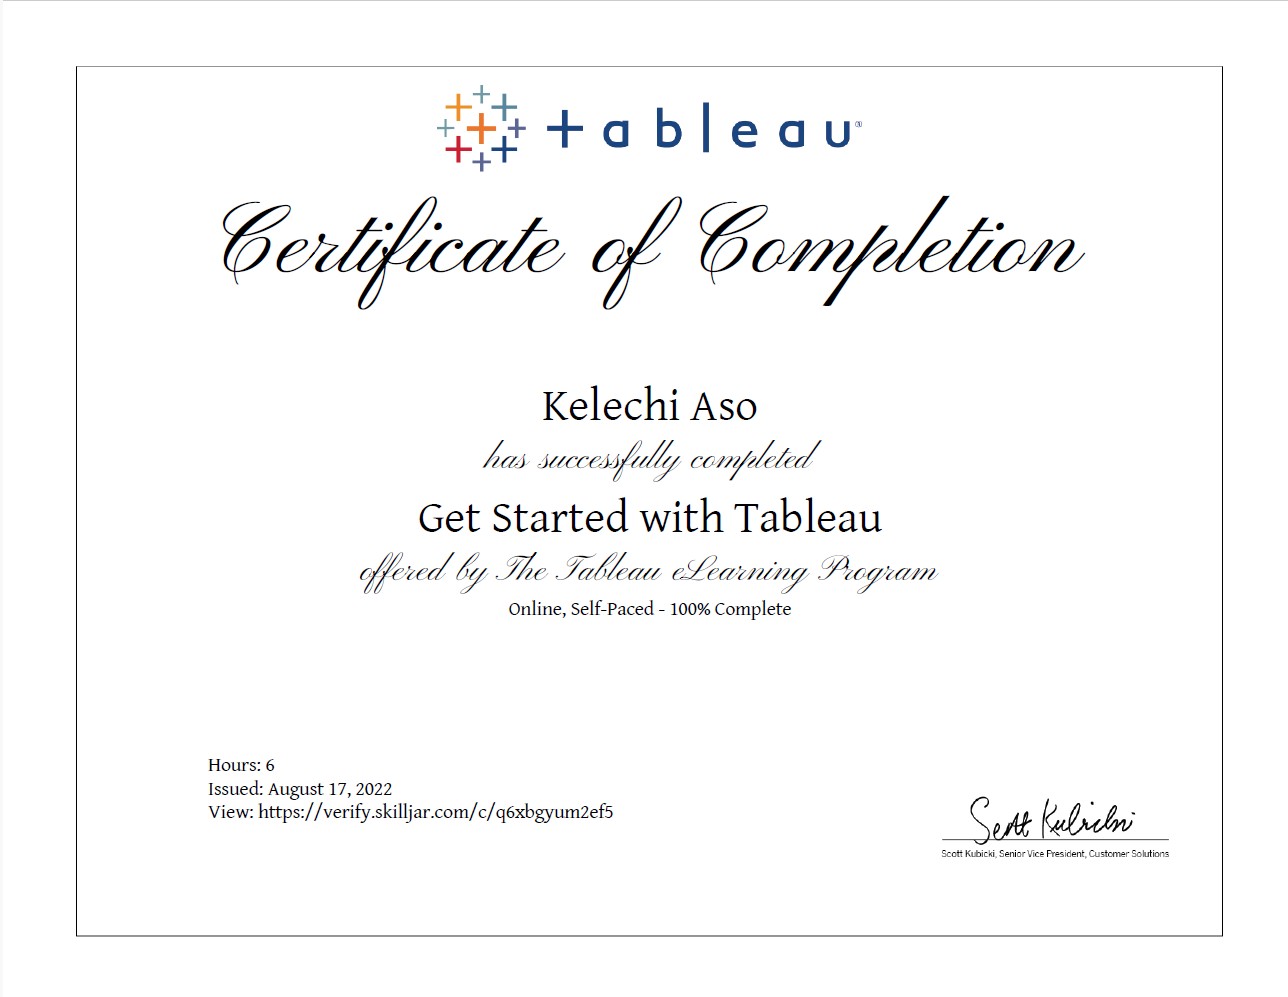 +ableau®
Certificate of Completion
Kelechi Aso
has successfully completed
Get Started with Tableau
offered by The Tableau eLearning Program
Online, Self-Paced - 100% Complete
Hours: 6
Issued: August 17, 2022
View: https://verify.skilljar.com/c/q6xbgyum2ef5
Scott Kubicki
Scott Kubicki, Senior Vice President, Customer Solutions